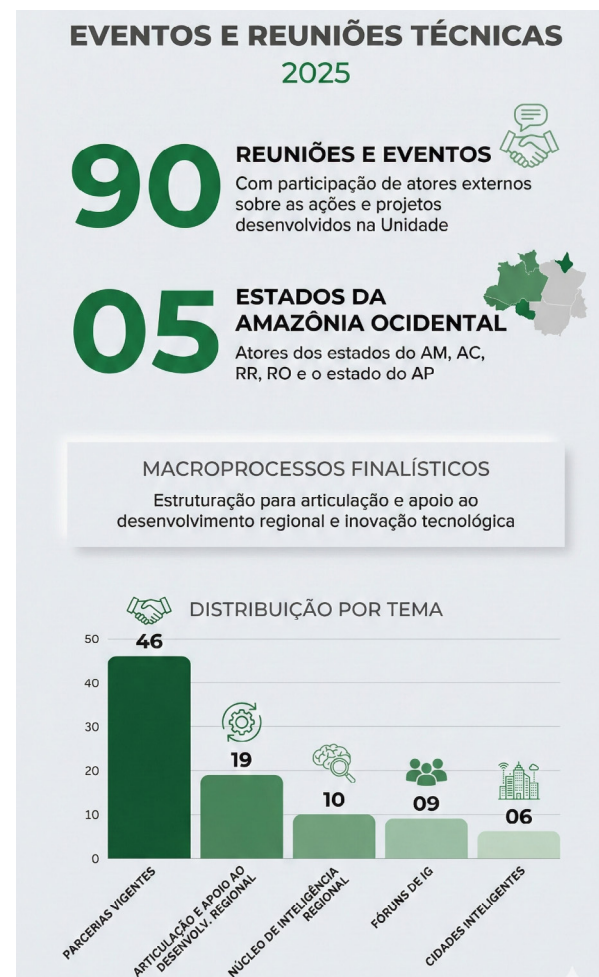 EVENTOS E REUNIÕES TÉCNICAS
2025
90
REUNIÕES E EVENTOS
Com participação de atores externos
sobre as ações e projetos
desenvolvidos na Unidade
05
ESTADOS DA
AMAZÔNIA OCIDENTAL
Atores dos estados do AM, AC,
RR, RO e o estado do AP
MACROPROCESSOS FINALÍSTICOS
Estruturação para articulação e apoio ao
desenvolvimento regional e inovação tecnológica
DISTRIBUIÇÃO POR TEMA
50
40
30
20
10
0
46
19
10
09
06
PARCERIAS VIGENTES
ARTICULAÇÃO E APOIO AO
DESENVOLV. REGIONAL
NÚCLEO DE INTELIGÊNCIA
REGIONAL
FÓRUNS DE IG
CIDADES INTELIGENTES